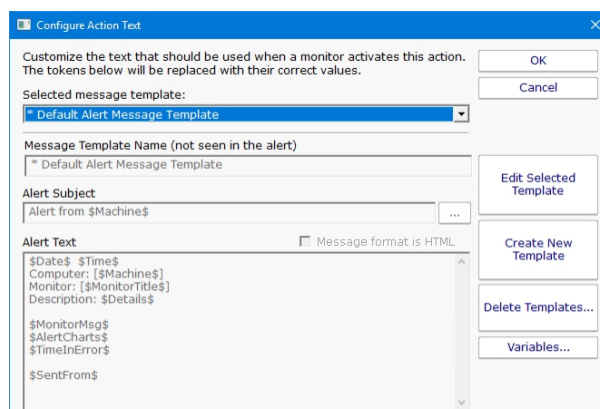 Configure Action Text
Customize the text that should be used when a monitor activates this action.
The tokens below will be replaced with their correct values.
Selected message template:
* Default Alert Message Template
Message Template Name (not seen in the alert)
* Default Alert Message Template
Alert Subject
Alert from $Machine$
...
Alert Text
Message format is HTML
$Date$  $Time$
Computer: [$Machine$]
Monitor: [$MonitorTitle$]
Description: $Details$
$MonitorMsg$
$AlertCharts$
$TimeInError$
$SentFrom$
OK
Cancel
Edit Selected
Template
Create New
Template
Delete Templates...
Variables...